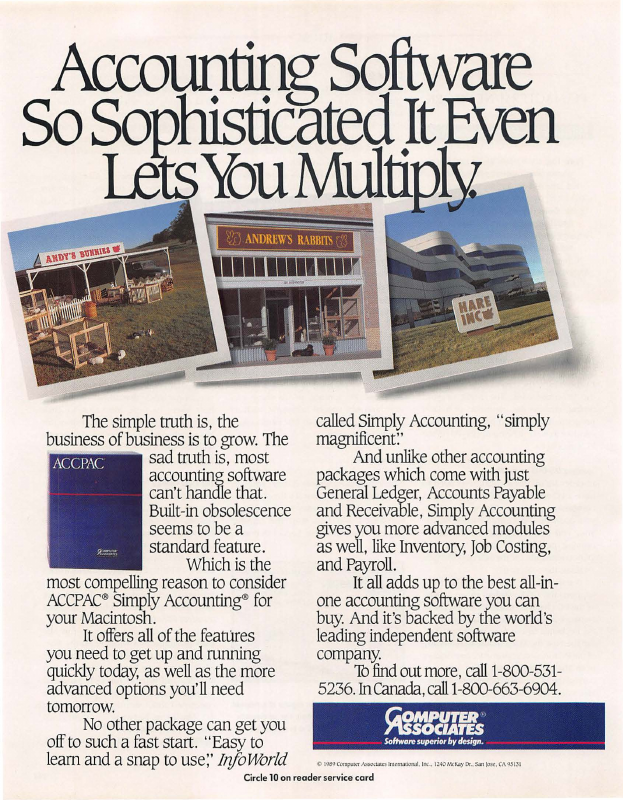 Accounting Software
So Sophisticated It Even
Lets You Multiply.
ANDY'S BUNNIES
ANDREW'S RABBITS
HARE
INC
The simple truth is, the
business of business is to grow. The
sad truth is, most
accounting software
can't handle that.
Built-in obsolescence
seems to be a
standard feature.
Which is the
most compelling reason to consider
ACCPAC® Simply Accounting® for
your Macintosh.
It offers all of the features
you need to get up and running
quickly today, as well as the more
advanced options you'll need
tomorrow.
No other package can get you
off to such a fast start. "Easy to
learn and a snap to use," InfoWorld
ACCPAC
COMPUTER
ASSOCIATES
called Simply Accounting, "simply
magnificent."
And unlike other accounting
packages which come with just
General Ledger, Accounts Payable
and Receivable, Simply Accounting
gives you more advanced modules
as well, like Inventory, Job Costing,
and Payroll.
It all adds up to the best all-in-
one accounting software you can
buy. And it's backed by the world's
leading independent software
company.
To find out more, call 1-800-531-
5236. In Canada, call 1-800-663-6904.
COMPUTER®
ASSOCIATES
Software superior by design.
© 1989 Computer Associates International, Inc., 1240 McKay Dr., San Jose, CA 95131
Circle 10 on reader service card